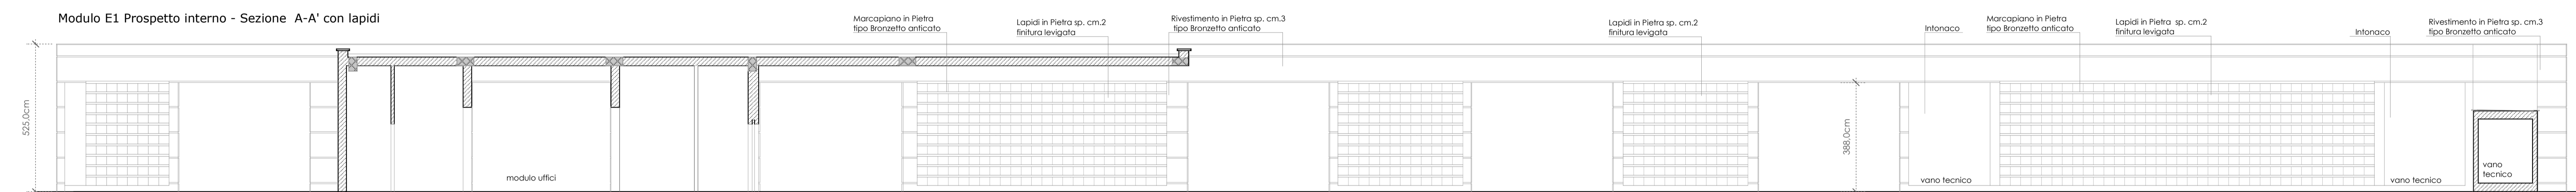 Modulo E1 Prospetto interno - Sezione  A-A' con lapidi
Marcapiano in Pietra
tipo Bronzetto anticato
Lapidi in Pietra sp. cm.2
finitura levigata
Rivestimento in Pietra sp. cm.3
tipo Bronzetto anticato
Lapidi in Pietra sp. cm.2
finitura levigata
Intonaco
Marcapiano in Pietra
tipo Bronzetto anticato
Lapidi in Pietra  sp. cm.2
finitura levigata
Intonaco
Rivestimento in Pietra sp. cm.3
tipo Bronzetto anticato
525,0cm
388,0cm
modulo uffici
vano tecnico
vano tecnico
vano
tecnico